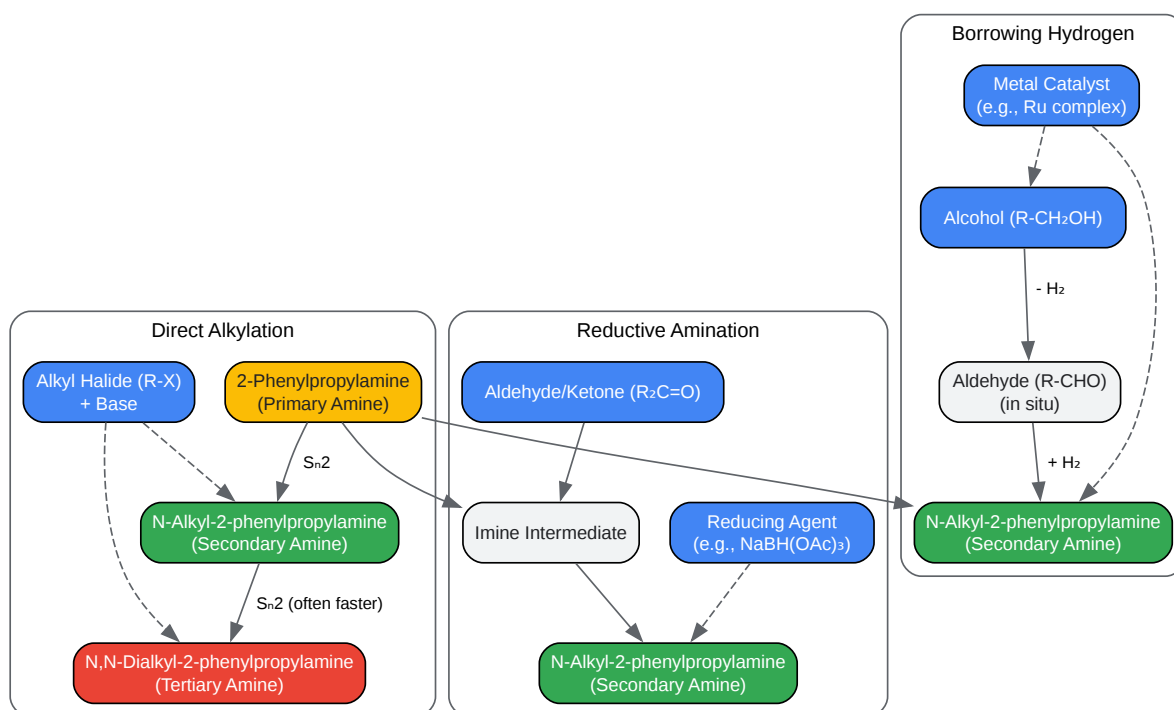 Borrowing Hydrogen
Metal Catalyst
(e.g., Ru complex)
Alcohol (R-CH₂OH)
- H₂
Aldehyde (R-CHO)
(in situ)
+ H₂
N-Alkyl-2-phenylpropylamine
(Secondary Amine)
Direct Alkylation
Alkyl Halide (R-X)
+ Base
2-Phenylpropylamine
(Primary Amine)
Sₙ2
N-Alkyl-2-phenylpropylamine
(Secondary Amine)
Sₙ2 (often faster)
N,N-Dialkyl-2-phenylpropylamine
(Tertiary Amine)
Reductive Amination
Aldehyde/Ketone (R₂C=O)
Imine Intermediate
Reducing Agent
(e.g., NaBH(OAc)₃)
N-Alkyl-2-phenylpropylamine
(Secondary Amine)